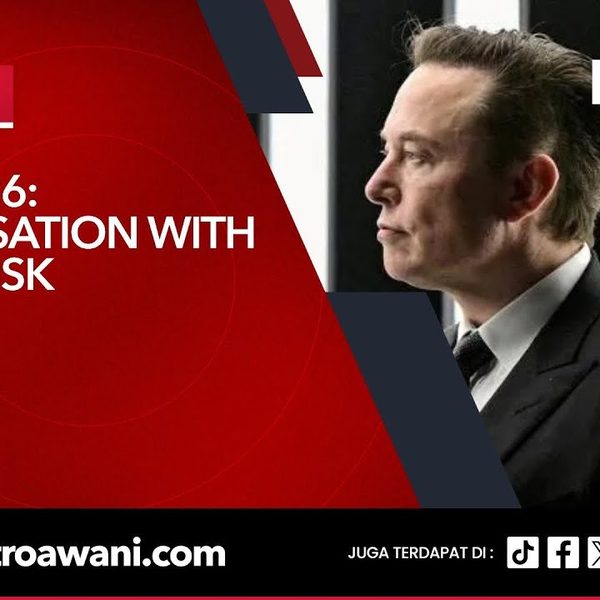 6:
SATION WITH
SK
troawani.com
JUGA TERDAPAT DI :